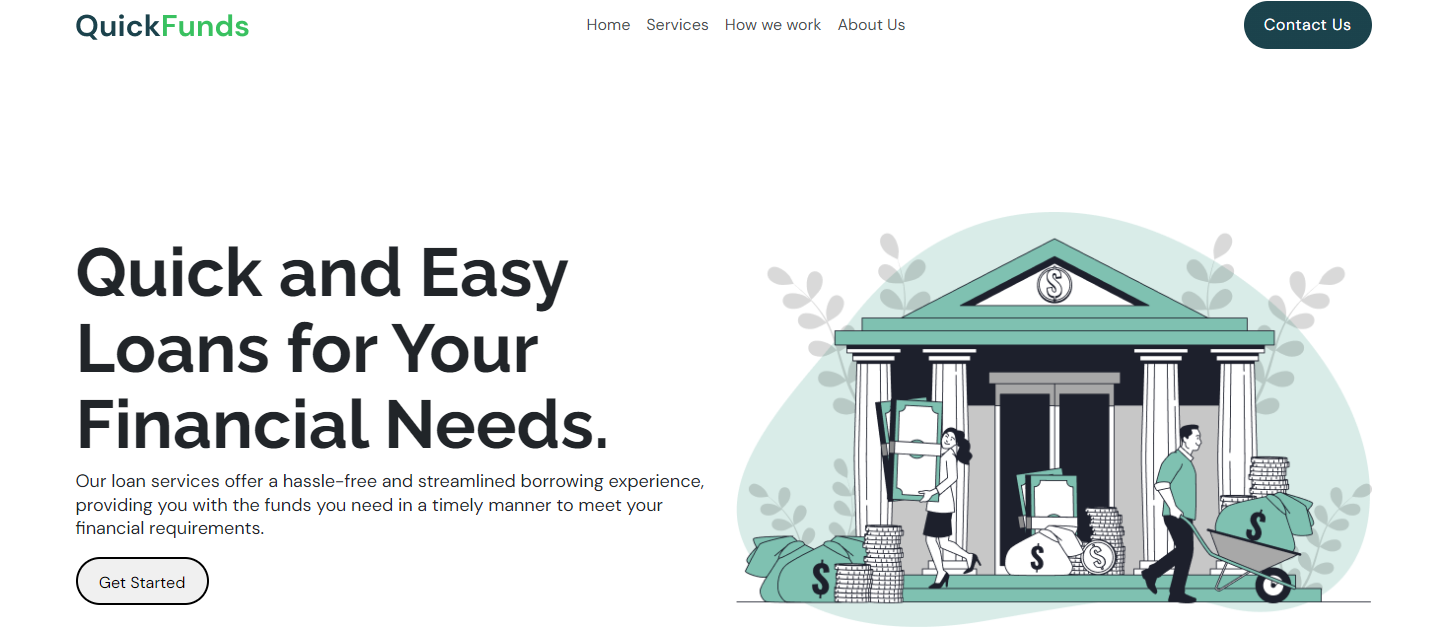 QuickFunds
Home Services How we work About Us
Contact Us
Quick and Easy
Loans for Your
Financial Needs.
Our loan services offer a hassle-free and streamlined borrowing experience,
providing you with the funds you need in a timely manner to meet your
financial requirements.
Get Started
$
$
$
$
$